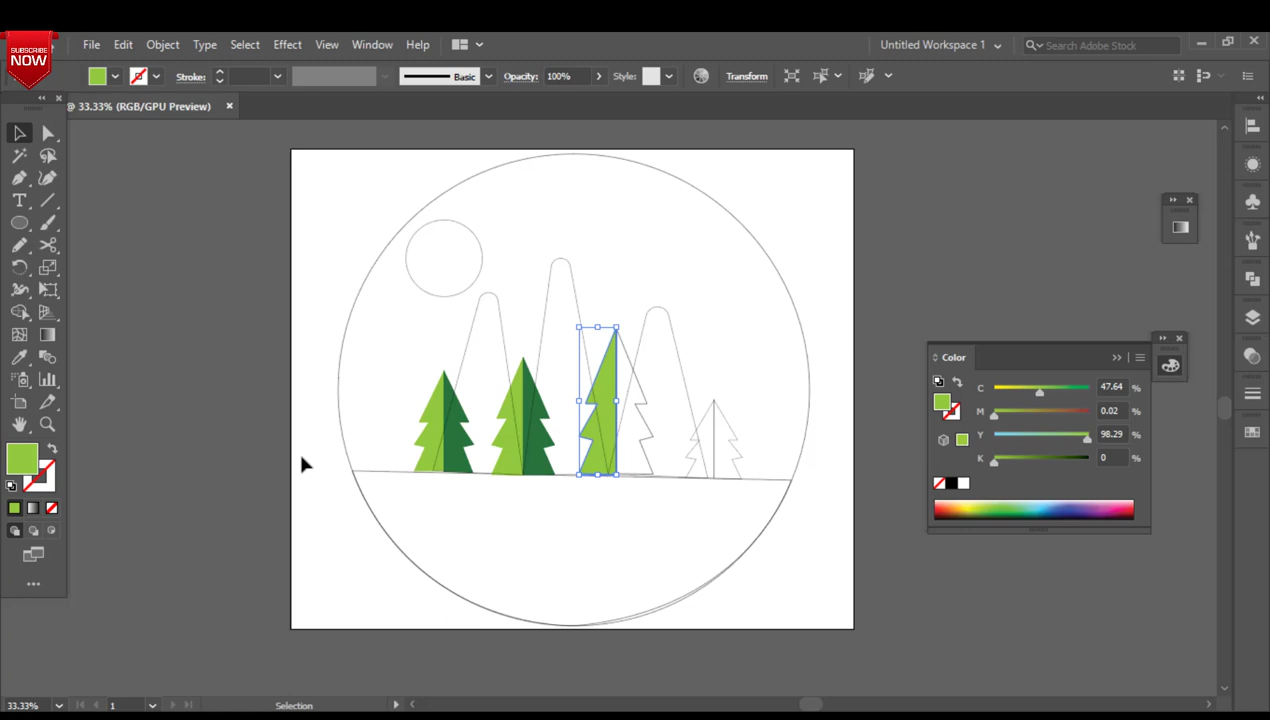 SUBSCRIBE
NOW
File Edit Object Type Select Effect View Window Help
Untitled Workspace 1
Search Adobe Stock
Stroke:
Basic
Opacity: 100%
Style:
Transform
@ 33.33% (RGB/GPU Preview)
Color
C 47.64 %
M 0.02 %
Y 98.29 %
K 0 %
33.33%
1
Selection